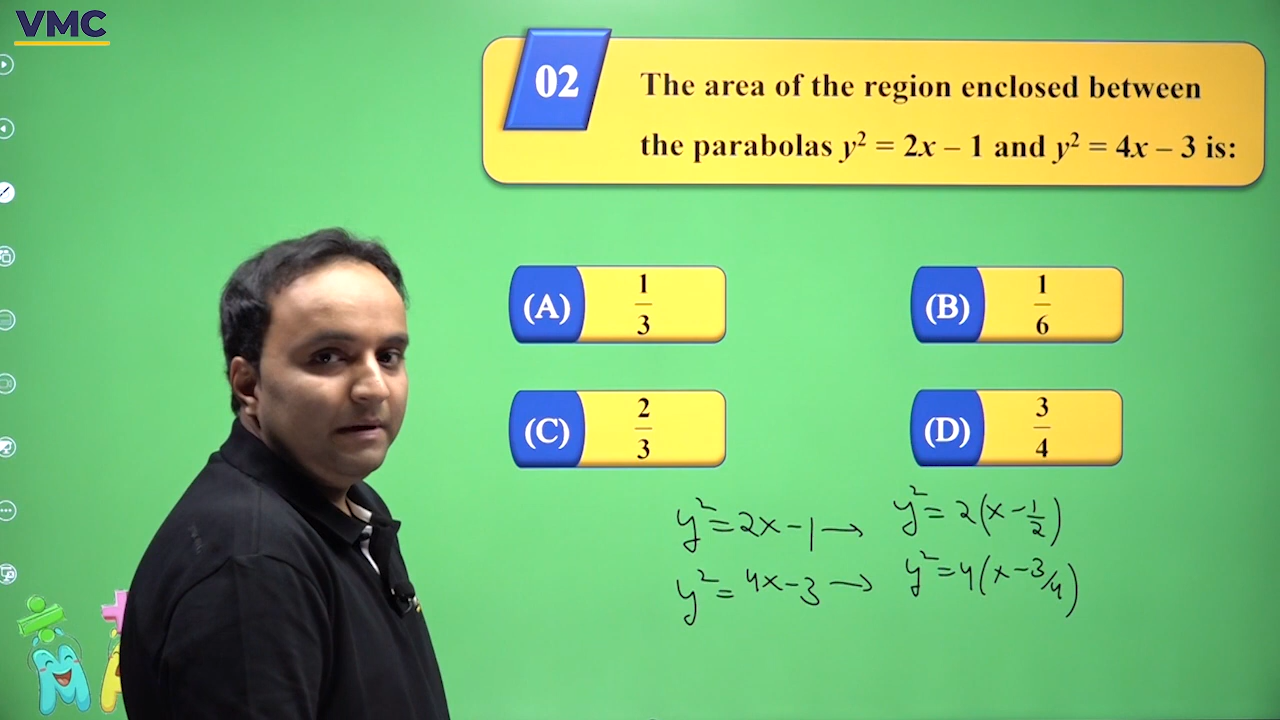 VMC
02
The area of the region enclosed between
the parabolas y² = 2x – 1 and y² = 4x – 3 is:
(A) 1/3
(B) 1/6
(C) 2/3
(D) 3/4
y² = 2x - 1 → y² = 2(x - 1/2)
y² = 4x - 3 → y² = 4(x - 3/4)
M